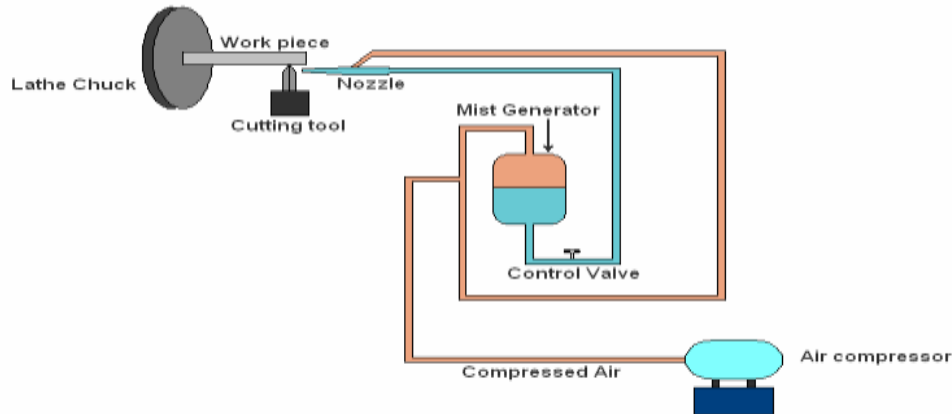 Work piece
Lathe Chuck
Nozzle
Mist Generator
Cutting tool
Control Valve
Air compressor
Compressed Air